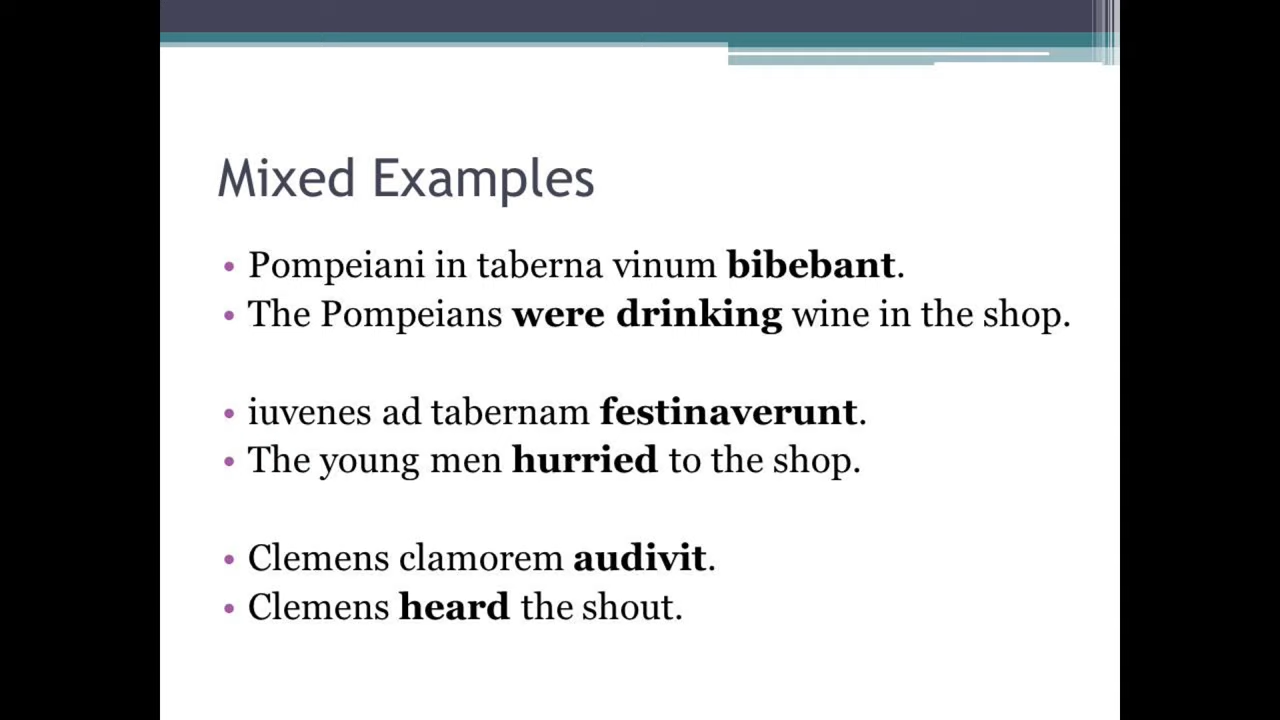 Mixed Examples
• Pompeiani in taberna vinum bibebant.
• The Pompeians were drinking wine in the shop.
• iuvenes ad tabernam festinaverunt.
• The young men hurried to the shop.
• Clemens clamorem audivit.
• Clemens heard the shout.